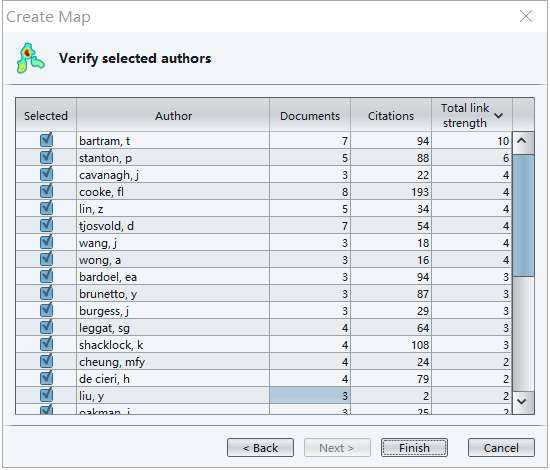 Create Map
Verify selected authors
Selected Author Documents Citations Total link strength
bartram, t 7 94 10
stanton, p 5 88 6
cavanagh, j 3 22 4
cooke, fl 8 193 4
lin, z 5 34 4
tjosvold, d 7 54 4
wang, j 3 18 4
wong, a 3 16 4
bardoel, ea 3 94 3
brunetto, y 3 87 3
burgess, j 3 29 3
leggat, sg 4 64 3
shacklock, k 4 108 3
cheung, mfy 4 24 2
de cieri, h 4 79 2
liu, y 3 2 2
oakman, j 3 25 2
< Back Next > Finish Cancel